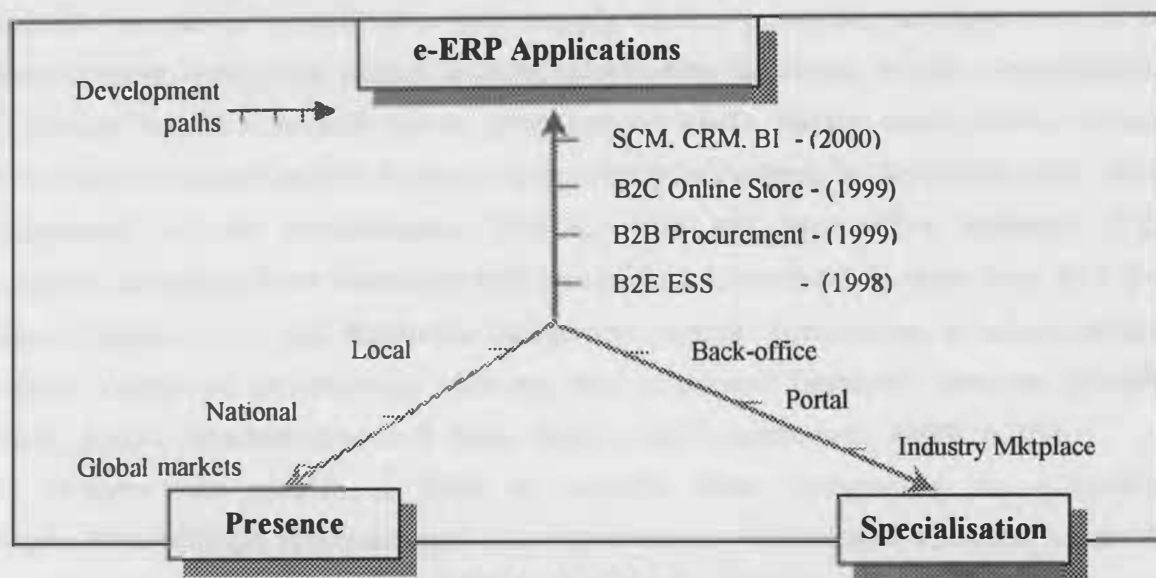 e-ERP Applications
Development
paths
SCM, CRM, BI - (2000)
B2C Online Store - (1999)
B2B Procurement - (1999)
B2E ESS - (1998)
Local
Back-office
National
Portal
Global markets
Industry Mktplace
Presence
Specialisation